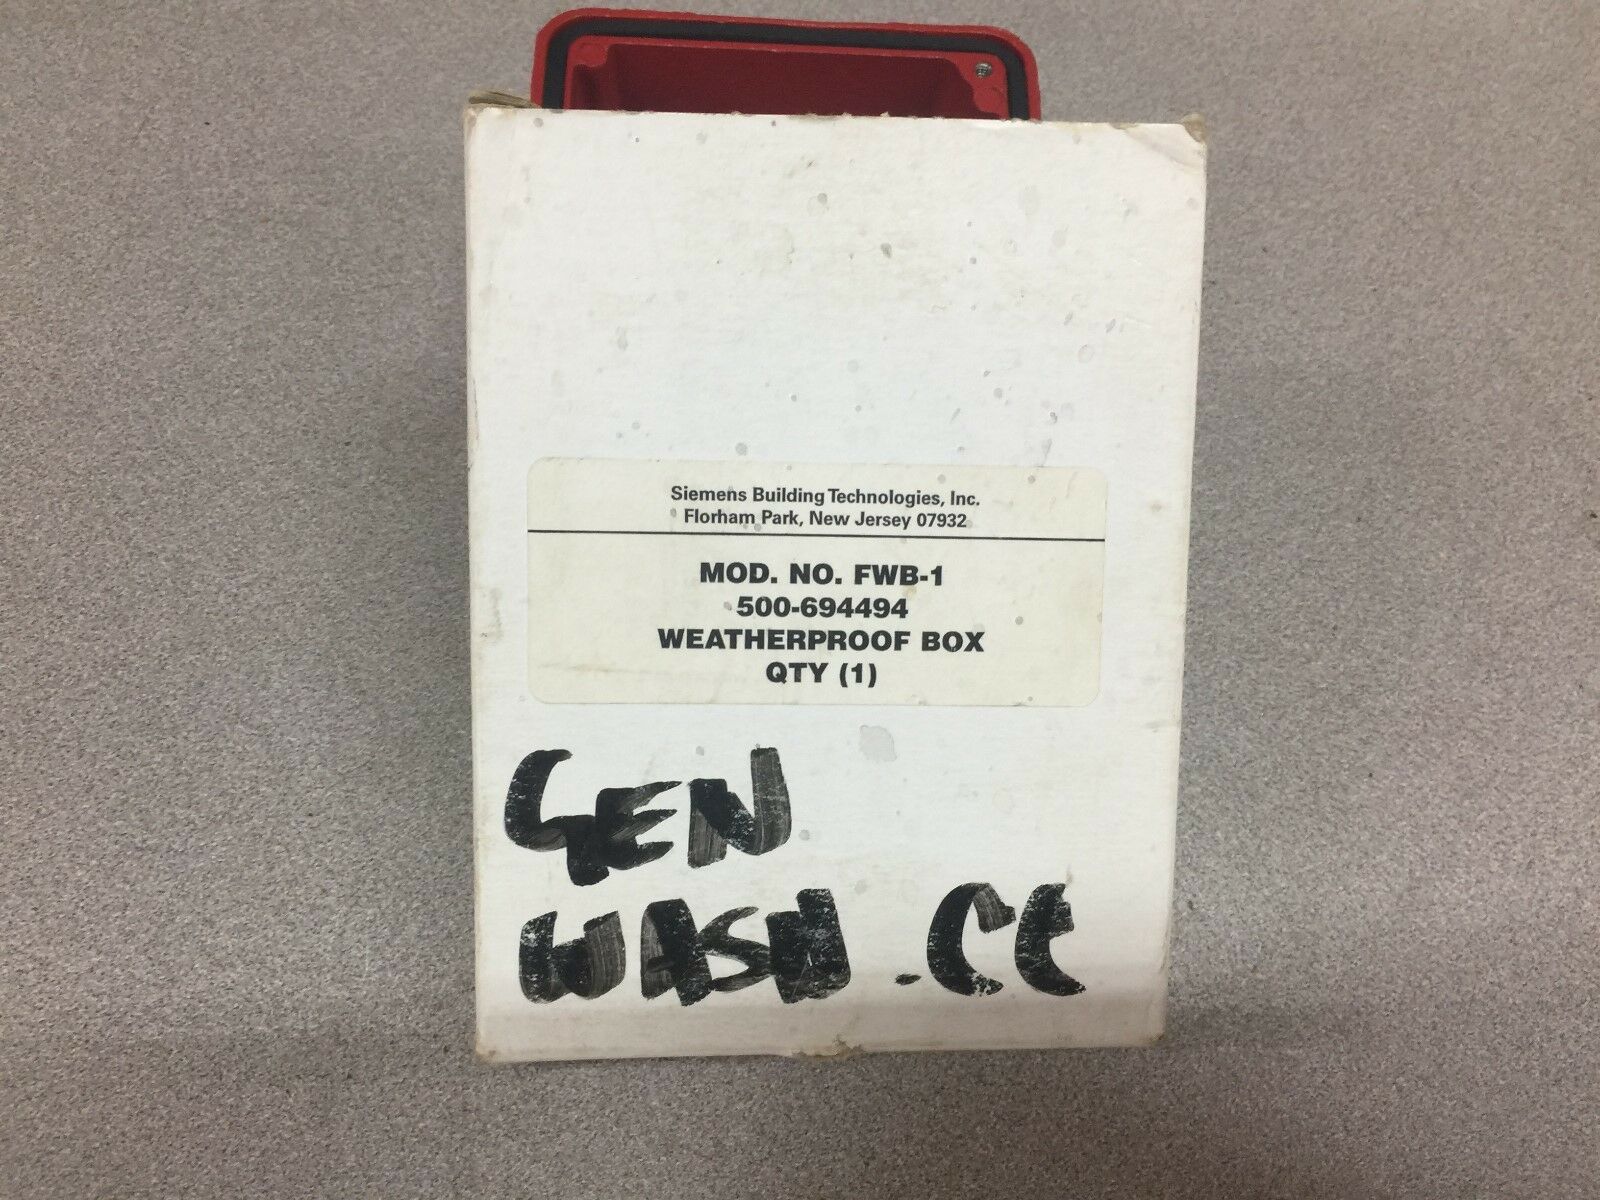 Siemens Building Technologies, Inc.
Florham Park, New Jersey 07932
MOD. NO. FWB-1
500-694494
WEATHERPROOF BOX
QTY (1)
GEN
WASH .CC